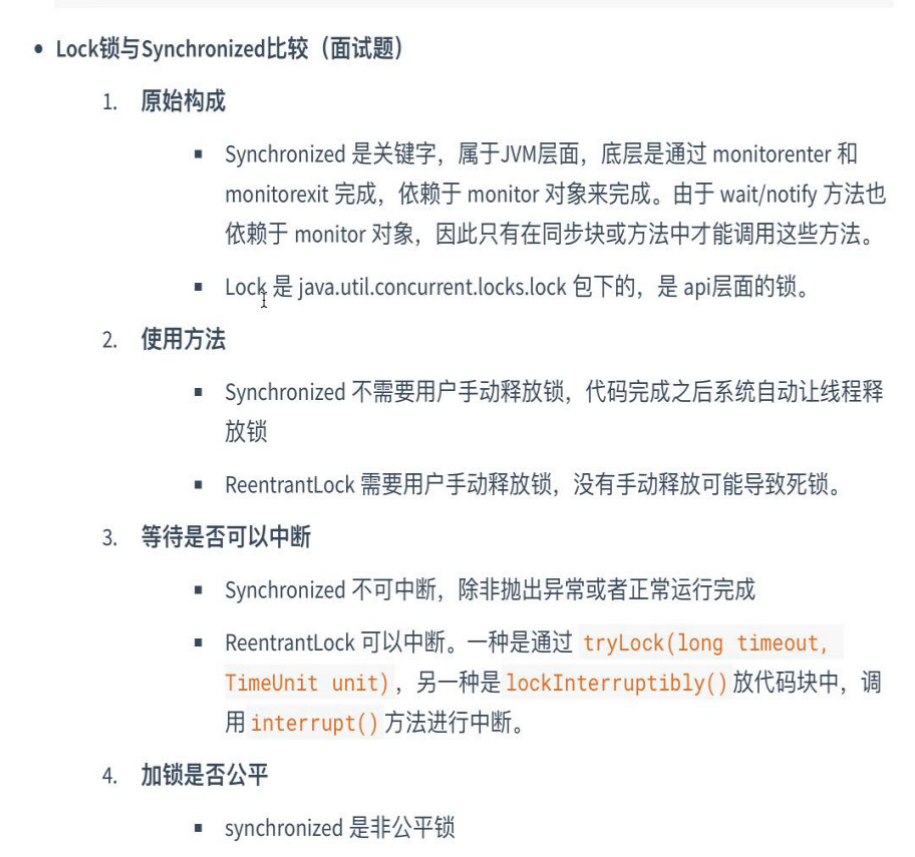 • Lock锁与Synchronized比较（面试题）
1. 原始构成
▪ Synchronized 是关键字，属于JVM层面，底层是通过 monitorenter 和
monitorexit 完成，依赖于 monitor 对象来完成。由于 wait/notify 方法也
依赖于 monitor 对象，因此只有在同步块或方法中才能调用这些方法。
▪ Lock 是 java.util.concurrent.locks.lock 包下的，是 api层面的锁。
2. 使用方法
▪ Synchronized 不需要用户手动释放锁，代码完成之后系统自动让线程释
放锁
▪ ReentrantLock 需要用户手动释放锁，没有手动释放可能导致死锁。
3. 等待是否可以中断
▪ Synchronized 不可中断，除非抛出异常或者正常运行完成
▪ ReentrantLock 可以中断。一种是通过 tryLock(long timeout,
TimeUnit unit)，另一种是 lockInterruptibly() 放代码块中，调
用 interrupt() 方法进行中断。
4. 加锁是否公平
▪ synchronized 是非公平锁